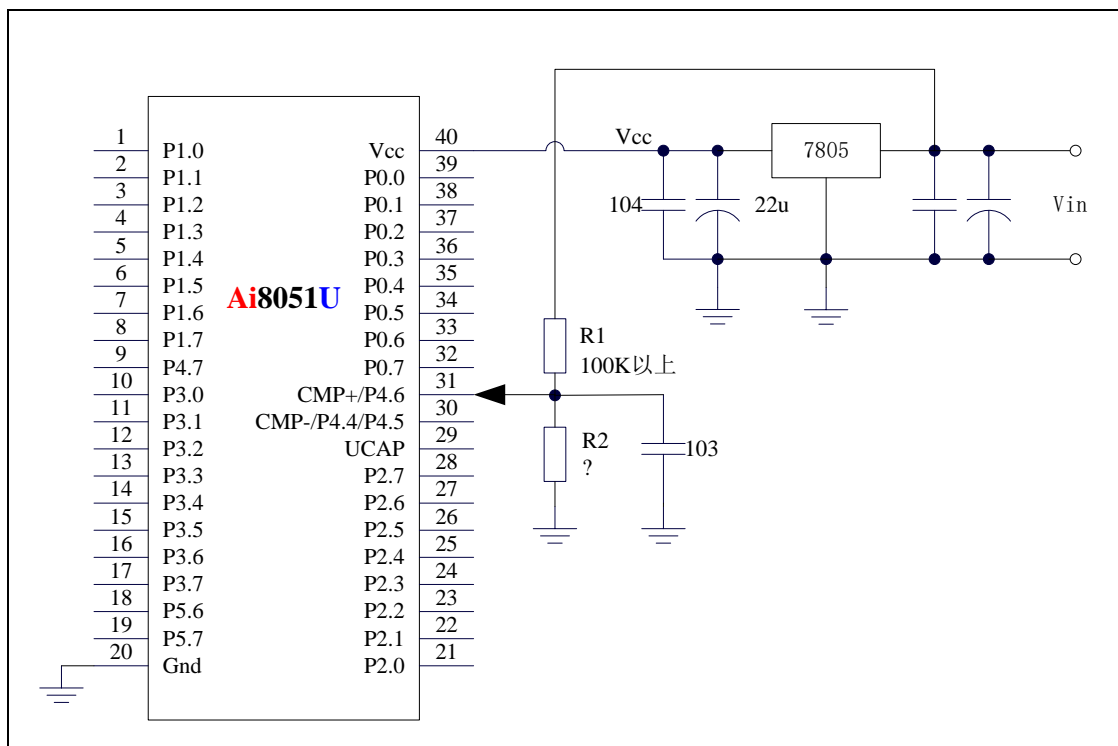 Ai8051U
1 P1.0
2 P1.1
3 P1.2
4 P1.3
5 P1.4
6 P1.5
7 P1.6
8 P1.7
9 P4.7
10 P3.0
11 P3.1
12 P3.2
13 P3.3
14 P3.4
15 P3.5
16 P3.6
17 P3.7
18 P5.6
19 P5.7
20 Gnd
Vcc 40
P0.0 39
P0.1 38
P0.2 37
P0.3 36
P0.4 35
P0.5 34
P0.6 33
P0.7 32
CMP+/P4.6 31
CMP-/P4.4/P4.5 30
UCAP 29
P2.7 28
P2.6 27
P2.5 26
P2.4 25
P2.3 24
P2.2 23
P2.1 22
P2.0 21
Vcc
7805
104
22u
Vin
R1
100K以上
R2
?
103